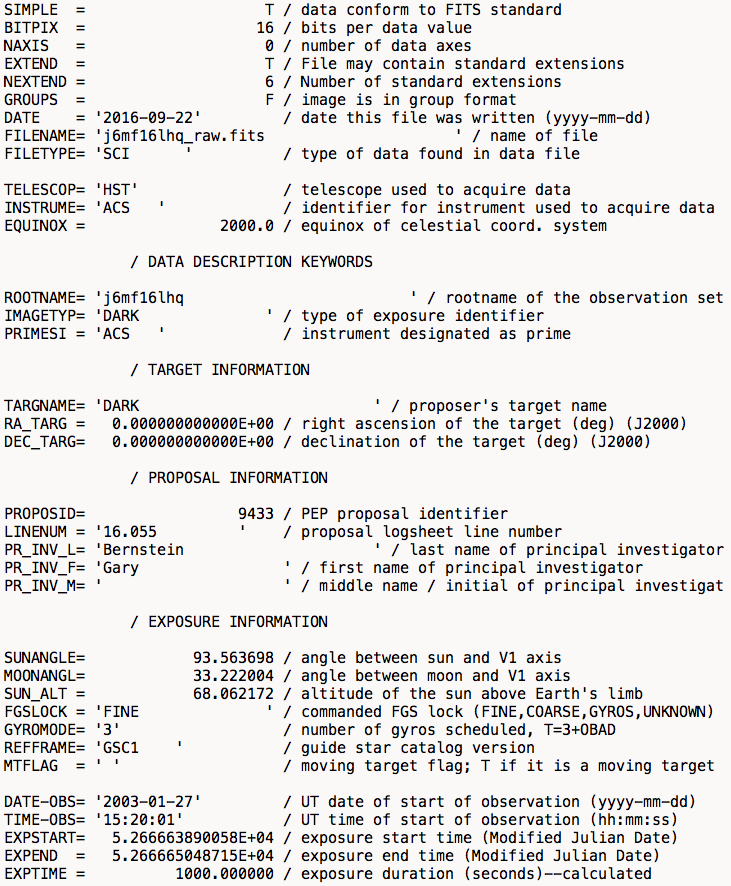 SIMPLE  =                    T / data conform to FITS standard
BITPIX  =                   16 / bits per data value
NAXIS   =                    0 / number of data axes
EXTEND  =                    T / File may contain standard extensions
NEXTEND =                    6 / Number of standard extensions
GROUPS  =                    F / image is in group format
DATE    = '2016-09-22'         / date this file was written (yyyy-mm-dd)
FILENAME= 'j6mf16lhq_raw.fits                     ' / name of file
FILETYPE= 'SCI      '          / type of data found in data file

TELESCOP= 'HST'                / telescope used to acquire data
INSTRUME= 'ACS   '             / identifier for instrument used to acquire data
EQUINOX =               2000.0 / equinox of celestial coord. system

              / DATA DESCRIPTION KEYWORDS

ROOTNAME= 'j6mf16lhq                         ' / rootname of the observation set
IMAGETYP= 'DARK              ' / type of exposure identifier
PRIMESI = 'ACS   '             / instrument designated as prime

              / TARGET INFORMATION

TARGNAME= 'DARK                          ' / proposer's target name
RA_TARG =   0.000000000000E+00 / right ascension of the target (deg) (J2000)
DEC_TARG=   0.000000000000E+00 / declination of the target (deg) (J2000)

              / PROPOSAL INFORMATION

PROPOSID=                 9433 / PEP proposal identifier
LINENUM = '16.055         '    / proposal logsheet line number
PR_INV_L= 'Bernstein                     ' / last name of principal investigator
PR_INV_F= 'Gary                ' / first name of principal investigator
PR_INV_M= '                    ' / middle name / initial of principal investigat

              / EXPOSURE INFORMATION

SUNANGLE=            93.563698 / angle between sun and V1 axis
MOONANGL=            33.222004 / angle between moon and V1 axis
SUN_ALT =            68.062172 / altitude of the sun above Earth's limb
FGSLOCK = 'FINE              ' / commanded FGS lock (FINE,COARSE,GYROS,UNKNOWN)
GYROMODE= '3'                  / number of gyros scheduled, T=3+OBAD
REFFRAME= 'GSC1    '           / guide star catalog version
MTFLAG  = ' '                  / moving target flag; T if it is a moving target

DATE-OBS= '2003-01-27'         / UT date of start of observation (yyyy-mm-dd)
TIME-OBS= '15:20:01'           / UT time of start of observation (hh:mm:ss)
EXPSTART=   5.266663890058E+04 / exposure start time (Modified Julian Date)
EXPEND  =   5.266665048715E+04 / exposure end time (Modified Julian Date)
EXPTIME =          1000.000000 / exposure duration (seconds)--calculated